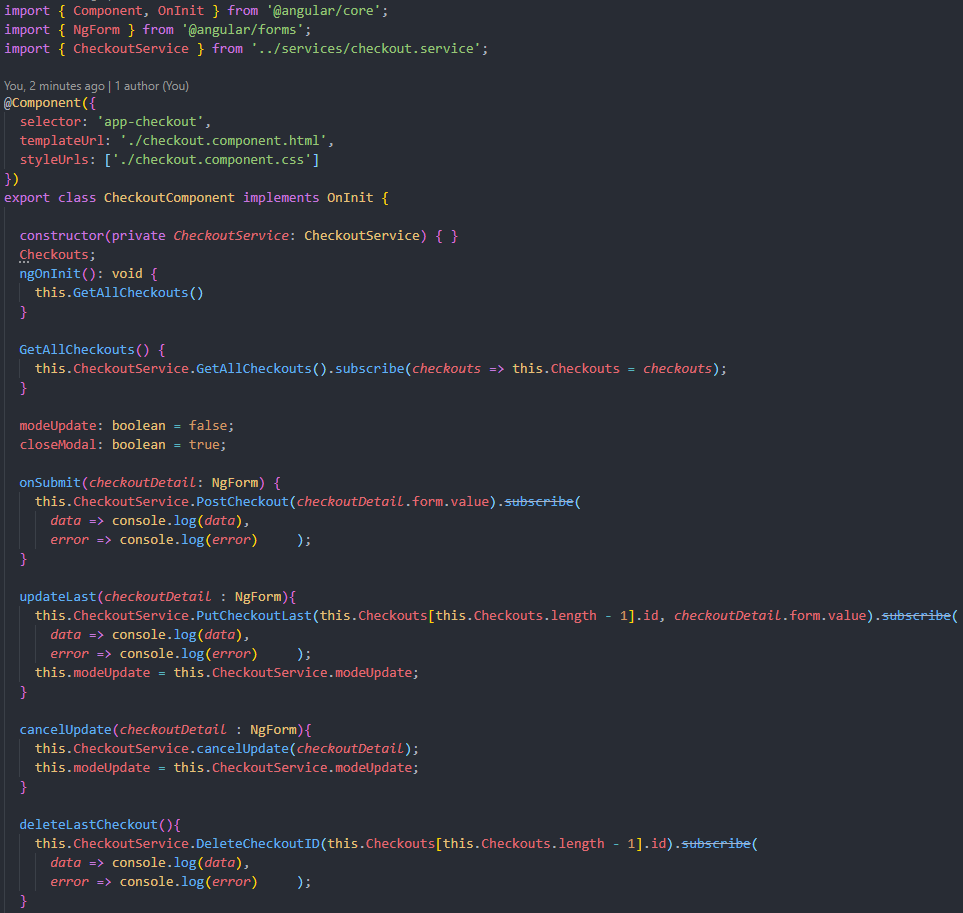 import { Component, OnInit } from '@angular/core';
import { NgForm } from '@angular/forms';
import { CheckoutService } from '../services/checkout.service';
You, 2 minutes ago | 1 author (You)
@Component({
  selector: 'app-checkout',
  templateUrl: './checkout.component.html',
  styleUrls: ['./checkout.component.css']
})
export class CheckoutComponent implements OnInit {
  constructor(private CheckoutService: CheckoutService) { }
  Checkouts;
  ngOnInit(): void {
    this.GetAllCheckouts()
  }
  GetAllCheckouts() {
    this.CheckoutService.GetAllCheckouts().subscribe(checkouts => this.Checkouts = checkouts);
  }
  modeUpdate: boolean = false;
  closeModal: boolean = true;
  onSubmit(checkoutDetail: NgForm) {
    this.CheckoutService.PostCheckout(checkoutDetail.form.value).subscribe(
      data => console.log(data),
      error => console.log(error)     );
  }
  updateLast(checkoutDetail : NgForm){
    this.CheckoutService.PutCheckoutLast(this.Checkouts[this.Checkouts.length - 1].id, checkoutDetail.form.value).subscribe(
      data => console.log(data),
      error => console.log(error)     );
    this.modeUpdate = this.CheckoutService.modeUpdate;
  }
  cancelUpdate(checkoutDetail : NgForm){
    this.CheckoutService.cancelUpdate(checkoutDetail);
    this.modeUpdate = this.CheckoutService.modeUpdate;
  }
  deleteLastCheckout(){
    this.CheckoutService.DeleteCheckoutID(this.Checkouts[this.Checkouts.length - 1].id).subscribe(
      data => console.log(data),
      error => console.log(error)     );
  }